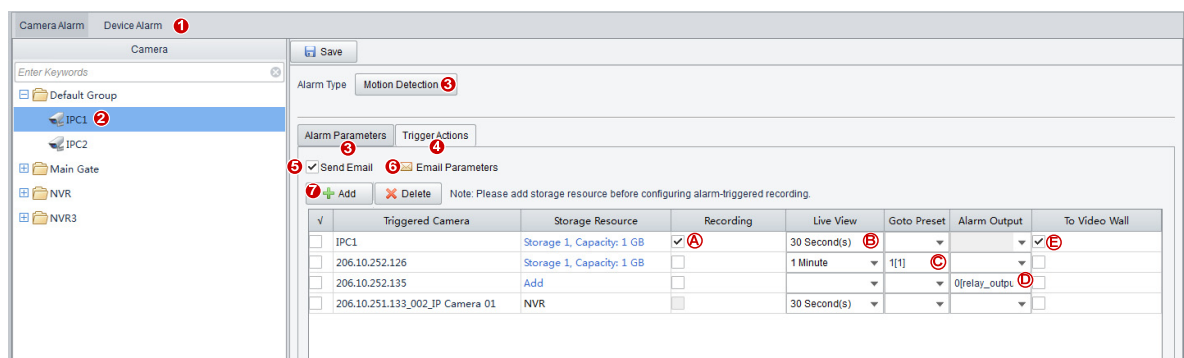 Camera Alarm Device Alarm 1
Camera
Save
Enter Keywords
Alarm Type Motion Detection 3
Default Group
IPC1 2
IPC2
Alarm Parameters Trigger Actions
3 4
Main Gate
5 Send Email 6 Email Parameters
NVR
7 Add Delete Note: Please add storage resource before configuring alarm-triggered recording.
NVR3
√ Triggered Camera Storage Resource Recording Live View Goto Preset Alarm Output To Video Wall
IPC1 Storage 1, Capacity: 1 GB A 30 Second(s) B E
206.10.252.126 Storage 1, Capacity: 1 GB 1 Minute 1[1] C
206.10.252.135 Add 0[relay_outpu D
206.10.251.133_002_IP Camera 01 NVR 30 Second(s)